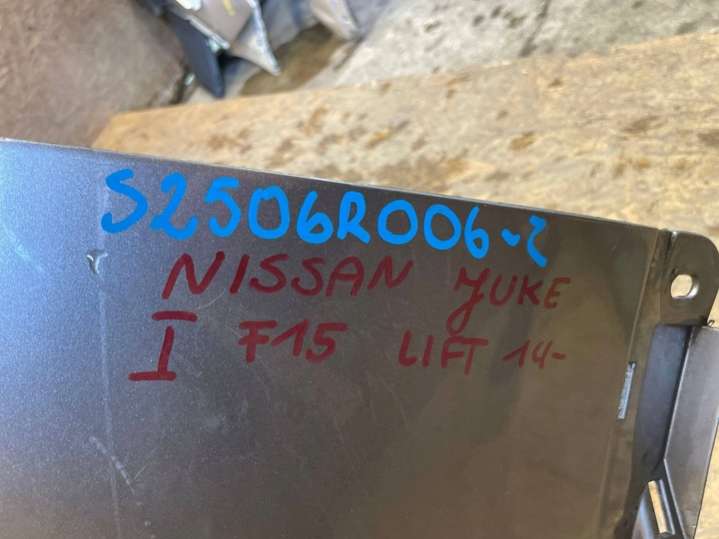 S2506R006-2
NISSAN JUKE
I F15 LIFT 14-